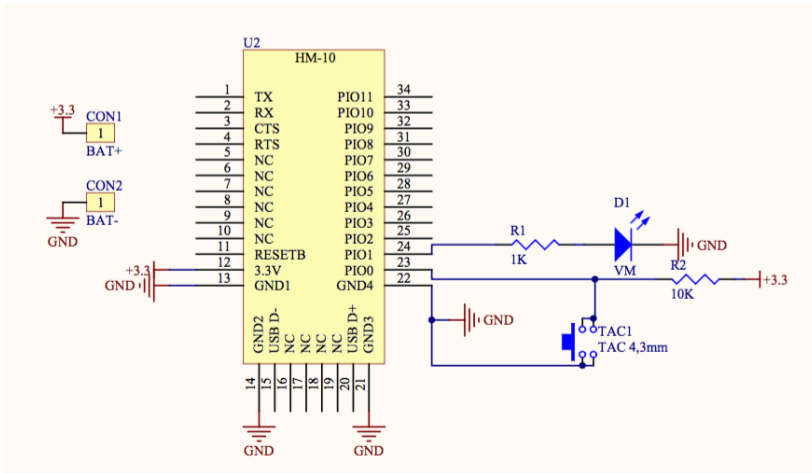 U2
HM-10
1 TX PIO11 34
2 RX PIO10 33
3 CTS PIO9 32
4 RTS PIO8 31
5 NC PIO7 30
6 NC PIO6 29
7 NC PIO5 28
8 NC PIO4 27
9 NC PIO3 26
10 NC PIO2 25
11 RESETB PIO1 24
12 3.3V PIO0 23
13 GND1 GND4 22
GND2 USB D- NC NC NC NC USB D+ GND3
14 15 16 17 18 19 20 21
GND GND
+3.3
CON1
1
BAT+
CON2
1
BAT-
GND
+3.3
GND
R1
1K
D1
VM
GND
R2
10K
+3.3
GND
TAC1
TAC 4,3mm